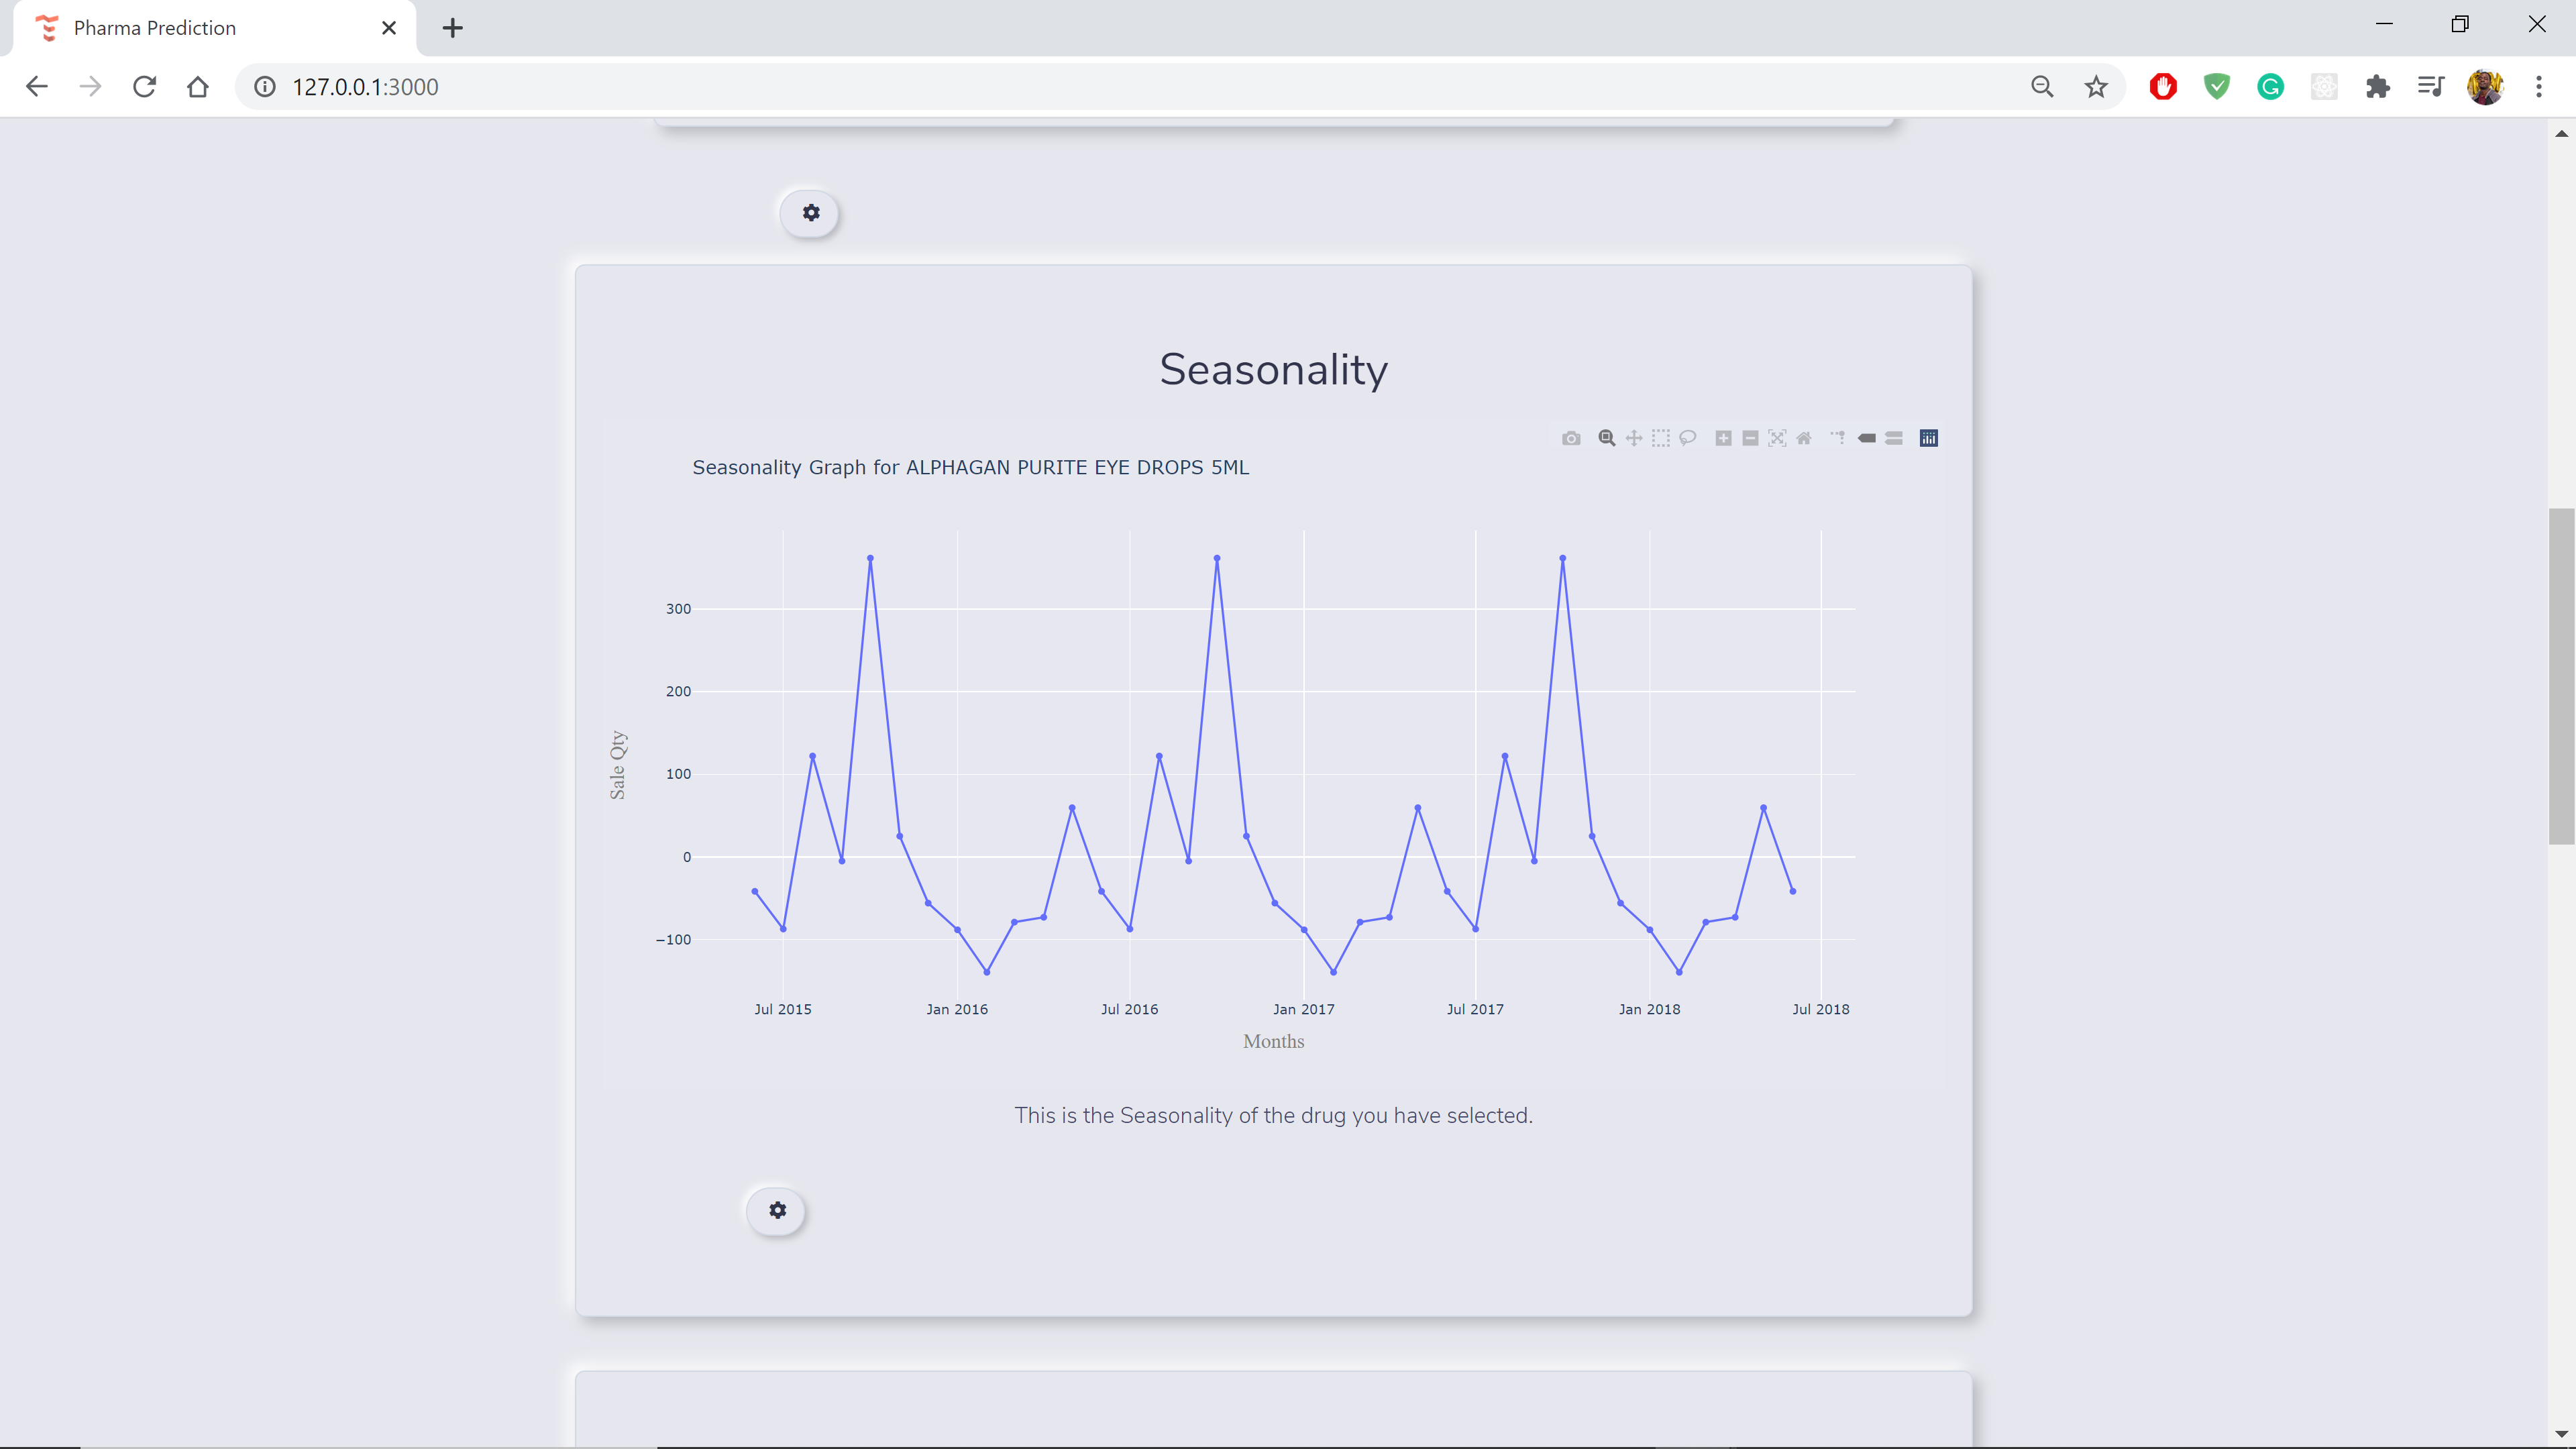 Pharma Prediction
127.0.0.1:3000
Seasonality
Seasonality Graph for ALPHAGAN PURITE EYE DROPS 5ML
300
200
100
0
−100
Sale Qty
Jul 2015
Jan 2016
Jul 2016
Jan 2017
Jul 2017
Jan 2018
Jul 2018
Months
This is the Seasonality of the drug you have selected.